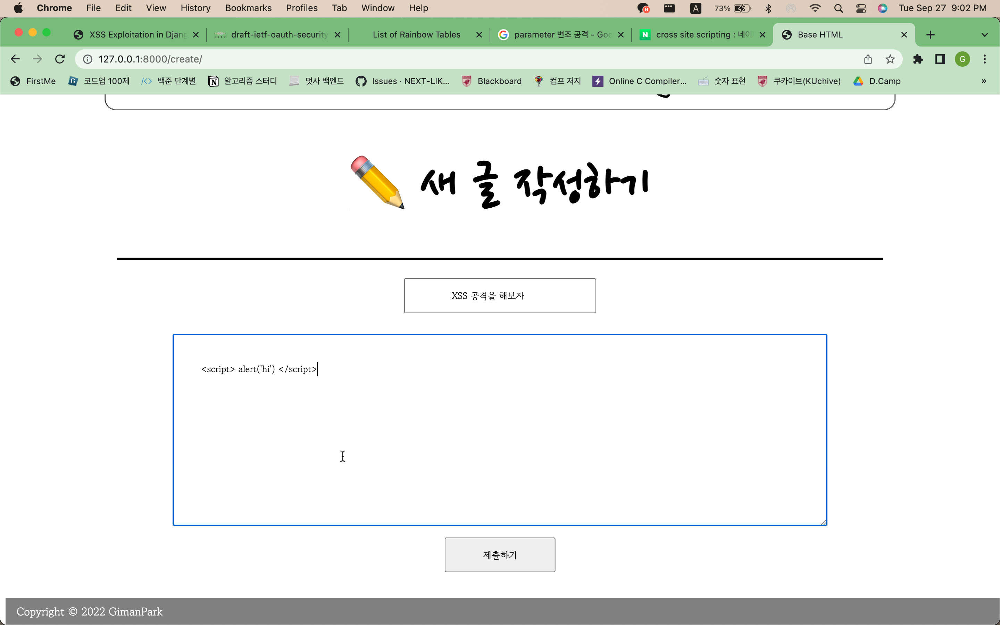 Chrome File Edit View History Bookmarks Profiles Tab Window Help N A 73% Tue Sep 27 9:02 PM
XSS Exploitation in Djang draft-ietf-oauth-security List of Rainbow Tables parameter 변조 공격 - Goo cross site scripting : 네이 Base HTML
127.0.0.1:8000/create/ G
FirstMe 코드업 100제 백준 단계별 알고리즘 스터디 멋사 백엔드 Issues · NEXT-LIK... Blackboard 컴프 저지 Online C Compiler... 숫자 표현 쿠카이브(KUchive) D.Camp »
새 글 작성하기
XSS 공격을 해보자
<script> alert('hi') </script>
제출하기
Copyright © 2022 GimanPark